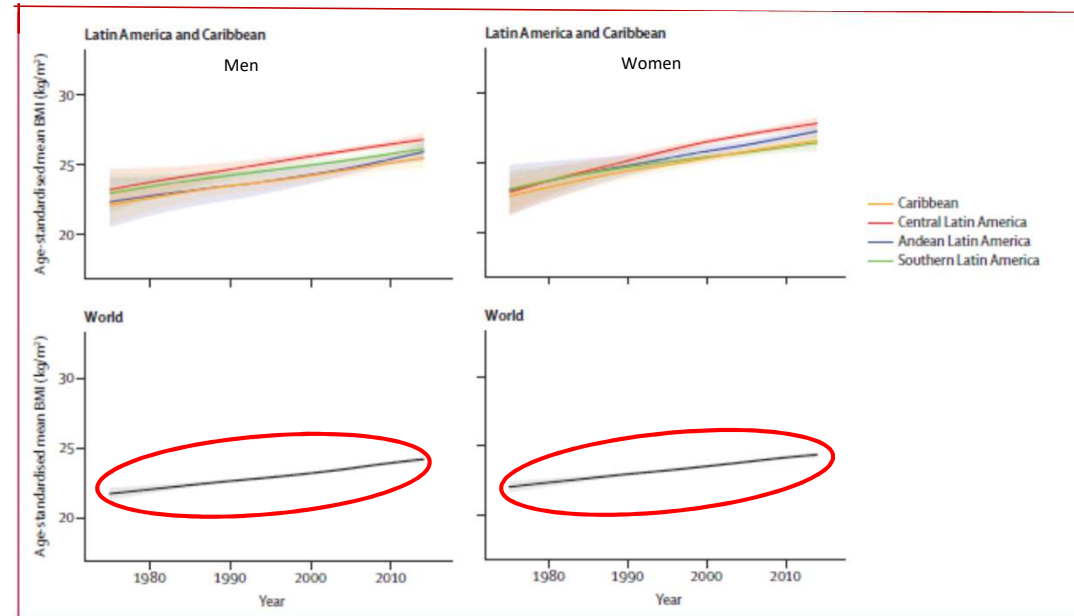 Latin America and Caribbean
Men
Age-standardised mean BMI (kg/m²)
30
25
20
Latin America and Caribbean
Women
Caribbean
Central Latin America
Andean Latin America
Southern Latin America
World
Age-standardised mean BMI (kg/m²)
30
25
20
1980 1990 2000 2010
Year
World
1980 1990 2000 2010
Year